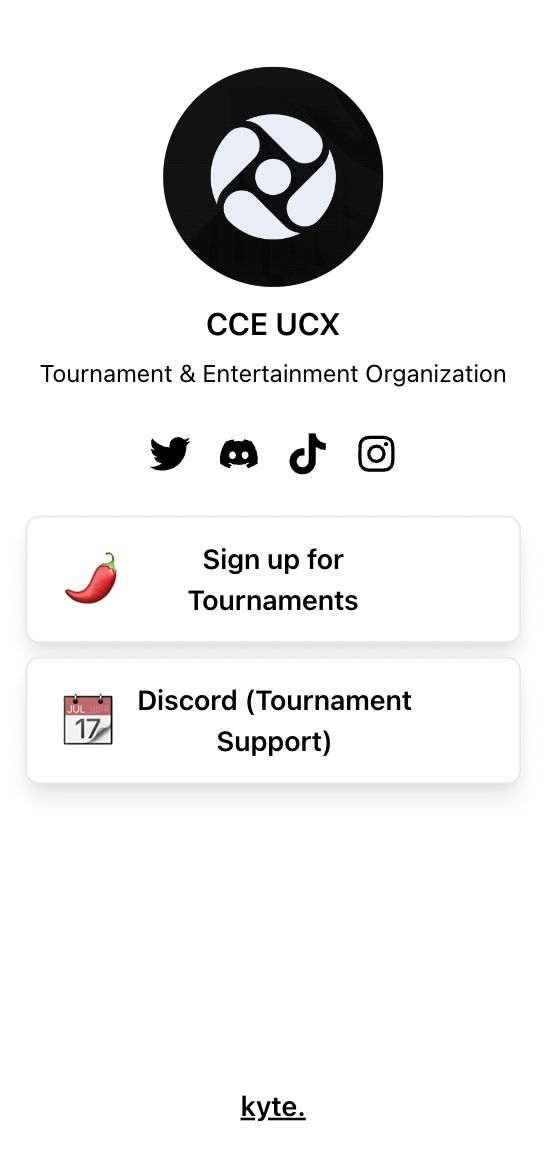 CCE UCX
Tournament & Entertainment Organization
Sign up for
Tournaments
JUL
17
Discord (Tournament
Support)
kyte.